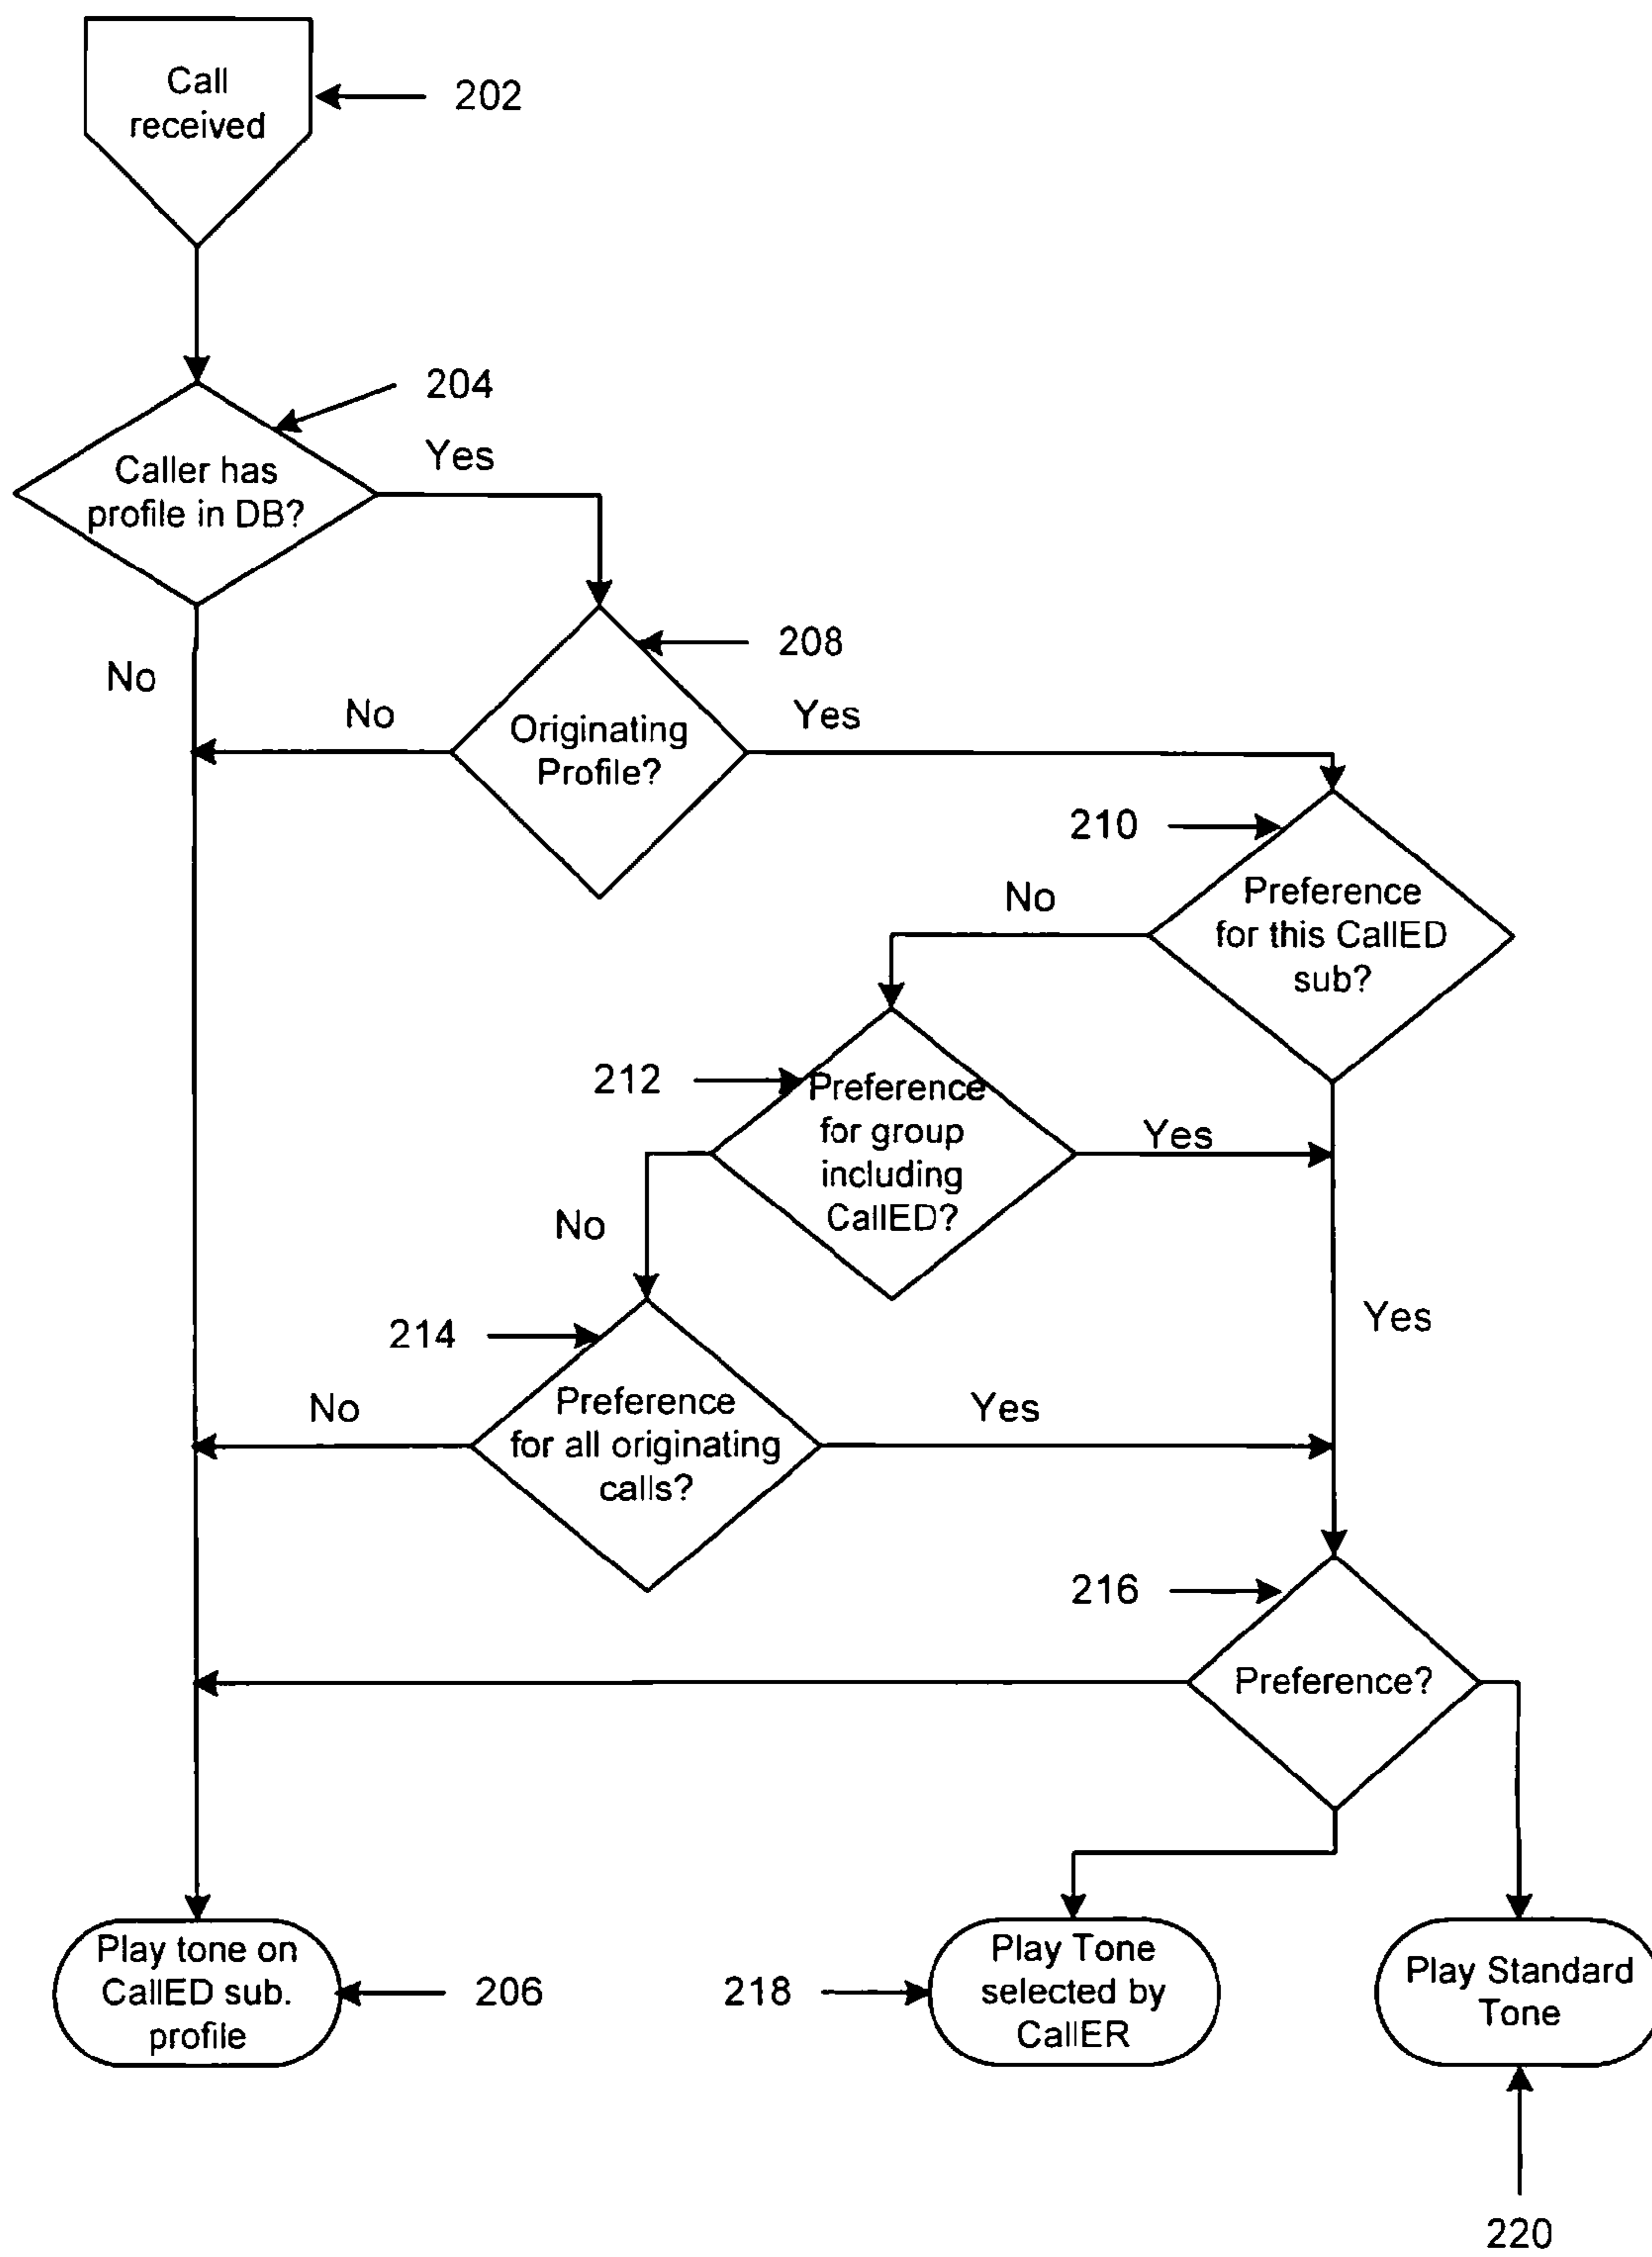 Call
received
202
204
Yes
Caller has
profile in DB?
208
No
No
Originating
Profile?
Yes
210
Preference
for this CallED
sub?
No
212
Preference
for group
including
CallED?
Yes
No
Yes
214
Preference
for all originating
calls?
No
Yes
216
Preference?
Play tone on
CallED sub.
profile
206
218
Play Tone
selected by
CallER
Play Standard
Tone
220